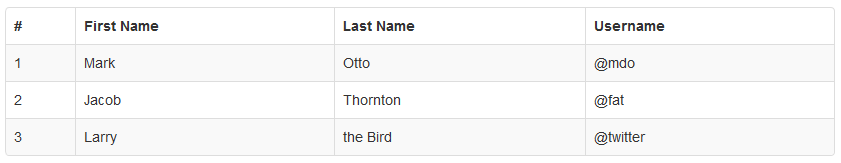 # First Name Last Name Username
1 Mark Otto @mdo
2 Jacob Thornton @fat
3 Larry the Bird @twitter